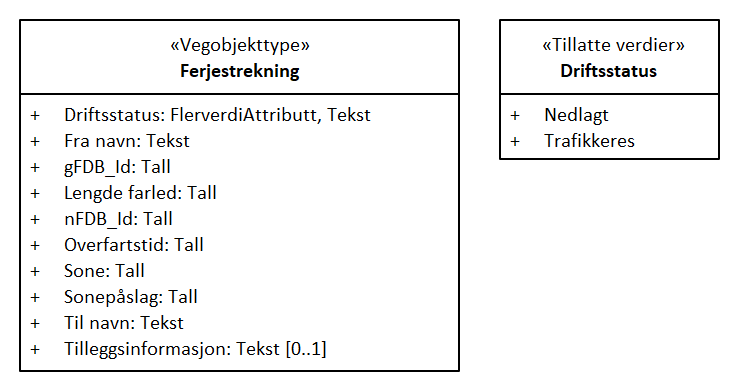 «Vegobjekttype»
Ferjestrekning
+ Driftsstatus: FlerverdiAttributt, Tekst
+ Fra navn: Tekst
+ gFDB_Id: Tall
+ Lengde farled: Tall
+ nFDB_Id: Tall
+ Overfartstid: Tall
+ Sone: Tall
+ Sonepåslag: Tall
+ Til navn: Tekst
+ Tilleggsinformasjon: Tekst [0..1]
«Tillatte verdier»
Driftsstatus
+ Nedlagt
+ Trafikkeres